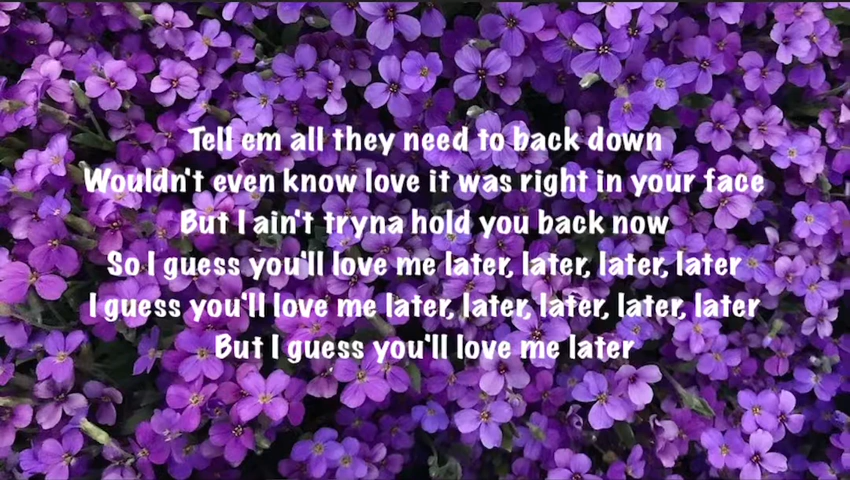 Tell em all they need to back down
Wouldn't even know love it was right in your face
But I ain't tryna hold you back now
So I guess you'll love me later, later, later, later
I guess you'll love me later, later, later, later, later
But I guess you'll love me later